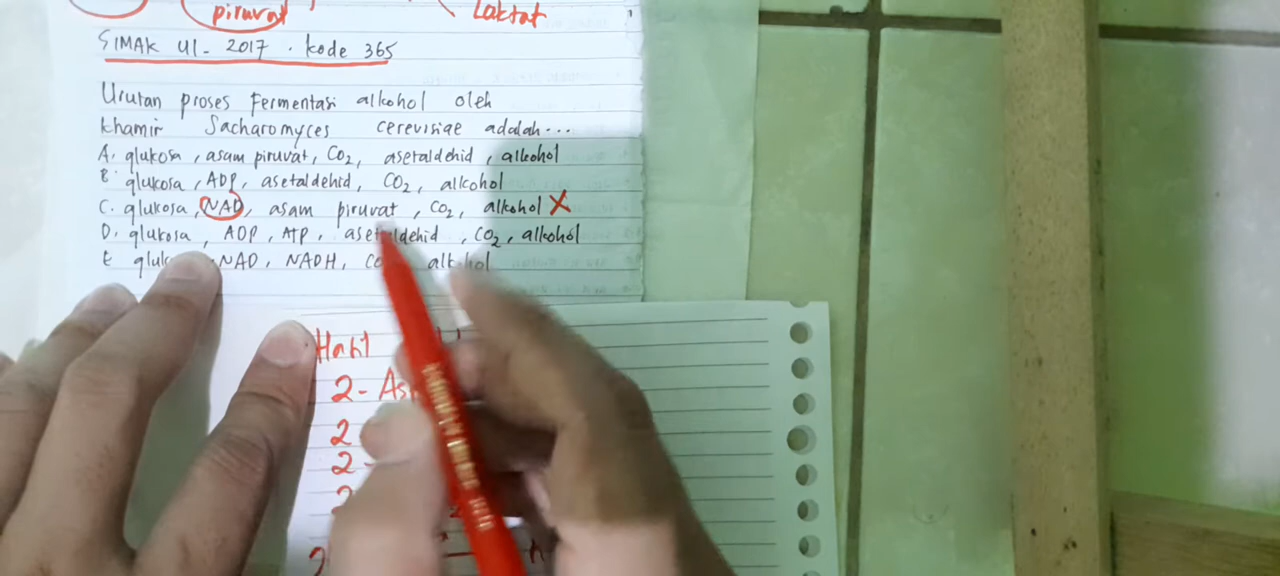 piruvat Laktat
SIMAK UI - 2017 . kode 365
Urutan proses Fermentasi alkohol oleh
khamir Sacharomyces cerevisiae adalah...
A. glukosa, asam piruvat, CO2, asetaldehid, alkohol
B. glukosa, ADP, asetaldehid, CO2, alkohol
C. glukosa, NAD, asam piruvat, CO2, alkohol X
D. glukosa, ADP, ATP, asetaldehid, CO2, alkohol
E NAD, NADH,
2 -
2
2 -